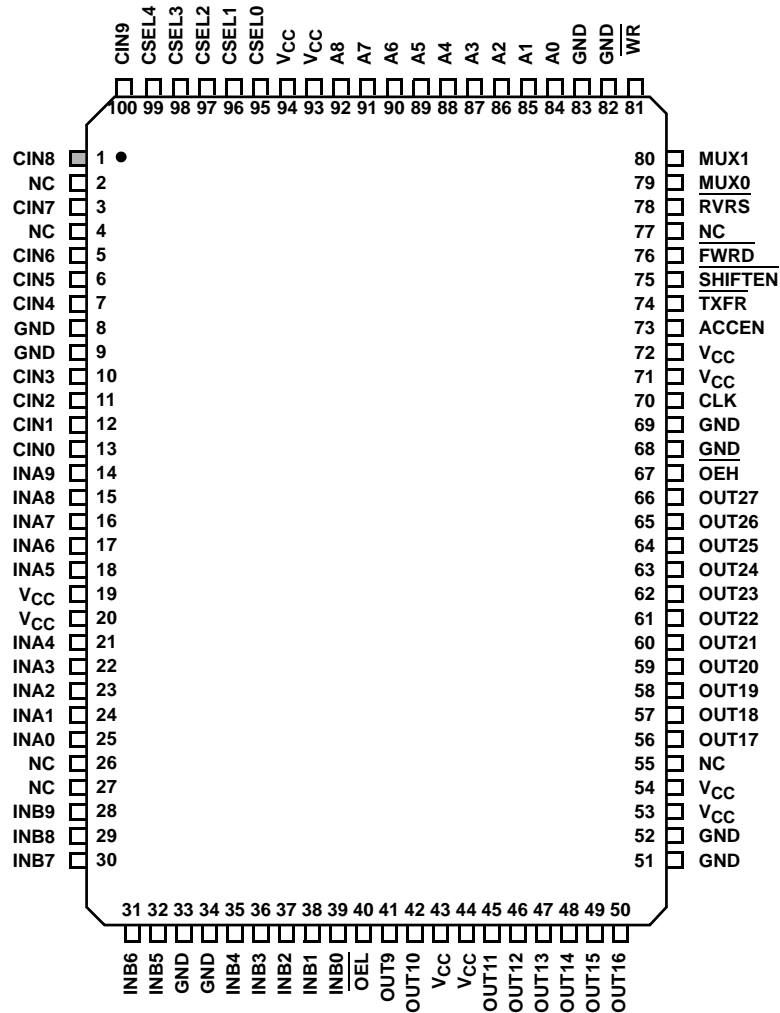 CIN9
CSEL4
CSEL3
CSEL2
CSEL1
CSEL0
VCC
VCC
A8
A7
A6
A5
A4
A3
A2
A1
A0
GND
GND
WR
100 99 98 97 96 95 94 93 92 91 90 89 88 87 86 85 84 83 82 81
CIN8 1 80 MUX1
NC 2 79 MUX0
CIN7 3 78 RVRS
NC 4 77 NC
CIN6 5 76 FWRD
CIN5 6 75 SHIFTEN
CIN4 7 74 TXFR
GND 8 73 ACCEN
GND 9 72 VCC
CIN3 10 71 VCC
CIN2 11 70 CLK
CIN1 12 69 GND
CIN0 13 68 GND
INA9 14 67 OEH
INA8 15 66 OUT27
INA7 16 65 OUT26
INA6 17 64 OUT25
INA5 18 63 OUT24
VCC 19 62 OUT23
VCC 20 61 OUT22
INA4 21 60 OUT21
INA3 22 59 OUT20
INA2 23 58 OUT19
INA1 24 57 OUT18
INA0 25 56 OUT17
NC 26 55 NC
NC 27 54 VCC
INB9 28 53 VCC
INB8 29 52 GND
INB7 30 51 GND
31 32 33 34 35 36 37 38 39 40 41 42 43 44 45 46 47 48 49 50
INB6
INB5
GND
GND
INB4
INB3
INB2
INB1
INB0
OEL
OUT9
OUT10
VCC
VCC
OUT11
OUT12
OUT13
OUT14
OUT15
OUT16